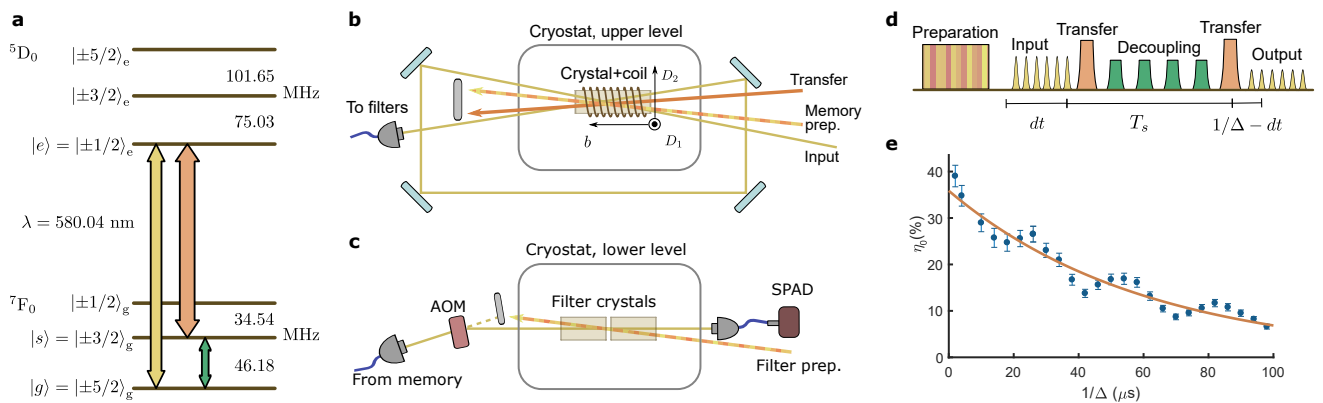 a
⁵D₀
|±5/2⟩ₑ
101.65
|±3/2⟩ₑ
MHz
75.03
|e⟩ = |±1/2⟩ₑ
λ = 580.04 nm
⁷F₀
|±1/2⟩g
34.54
|s⟩ = |±3/2⟩g
MHz
46.18
|g⟩ = |±5/2⟩g
b
Cryostat, upper level
Crystal+coil
D₂
b
D₁
To filters
Transfer
Memory
prep.
Input
c
Cryostat, lower level
AOM
Filter crystals
SPAD
From memory
Filter prep.
d
Preparation
Input
Transfer
Decoupling
Transfer
Output
dt
Tₛ
1/Δ − dt
e
η₀(%)
40
30
20
10
0
0
20
40
60
80
100
1/Δ (μs)